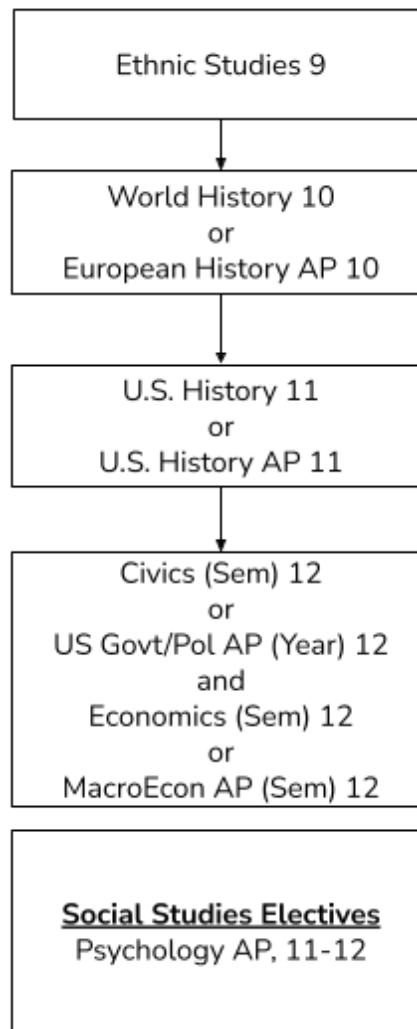 Ethnic Studies 9
World History 10
or
European History AP 10
U.S. History 11
or
U.S. History AP 11
Civics (Sem) 12
or
US Govt/Pol AP (Year) 12
and
Economics (Sem) 12
or
MacroEcon AP (Sem) 12
Social Studies Electives
Psychology AP, 11-12